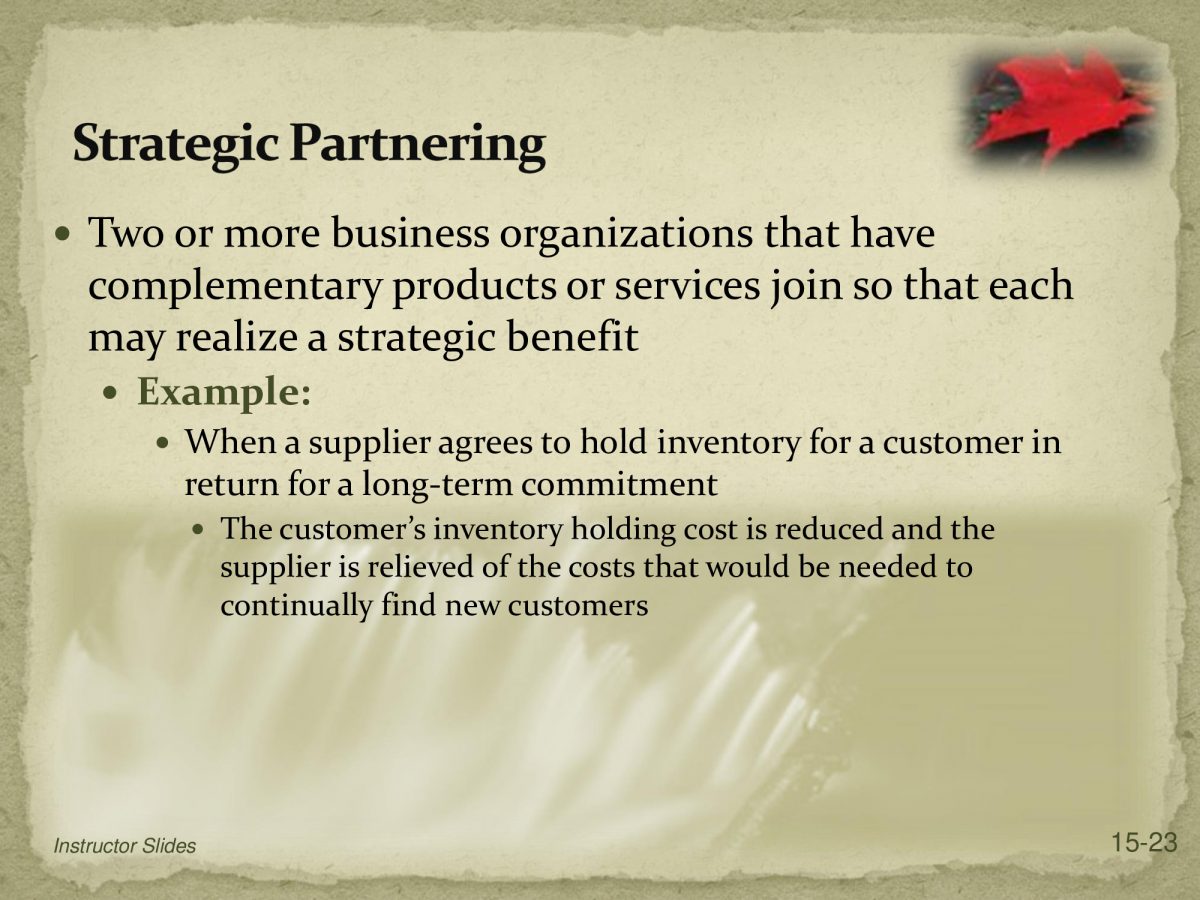 Strategic Partnering
• Two or more business organizations that have
complementary products or services join so that each
may realize a strategic benefit
• Example:
• When a supplier agrees to hold inventory for a customer in
return for a long-term commitment
• The customer’s inventory holding cost is reduced and the
supplier is relieved of the costs that would be needed to
continually find new customers
Instructor Slides
15-23